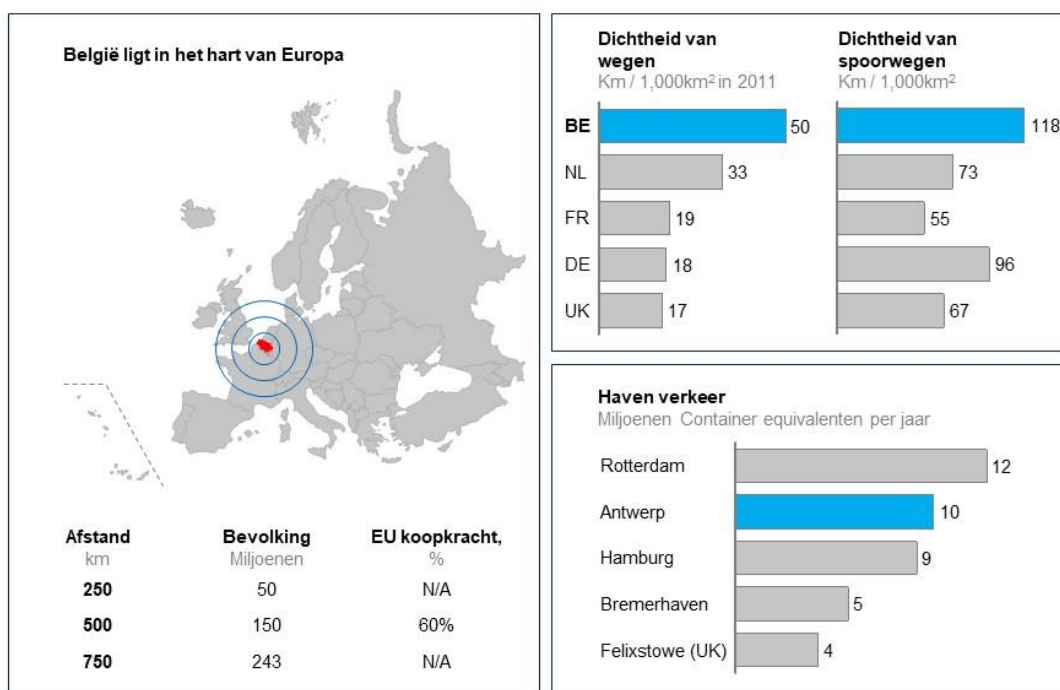 België ligt in het hart van Europa
Afstand Bevolking EU koopkracht,
km Miljoenen %
250 50 N/A
500 150 60%
750 243 N/A
Dichtheid van
wegen
Km / 1,000km² in 2011
BE 50
NL 33
FR 19
DE 18
UK 17
Dichtheid van
spoorwegen
Km / 1,000km²
118
73
55
96
67
Haven verkeer
Miljoenen Container equivalenten per jaar
Rotterdam 12
Antwerp 10
Hamburg 9
Bremerhaven 5
Felixstowe (UK) 4